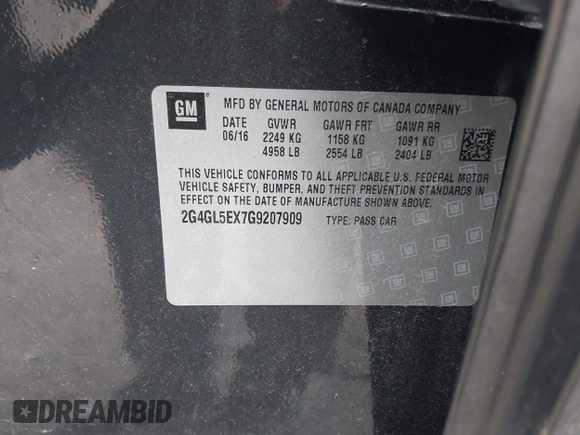 GM
MFD BY GENERAL MOTORS OF CANADA COMPANY
DATE GVWR GAWR FRT GAWR RR
06/16 2249 KG 1158 KG 1091 KG
4958 LB 2554 LB 2404 LB
THIS VEHICLE CONFORMS TO ALL APPLICABLE U.S. FEDERAL MOTOR
VEHICLE SAFETY, BUMPER, AND THEFT PREVENTION STANDARDS IN
EFFECT ON THE DATE OF MANUFACTURE SHOWN ABOVE.
2G4GL5EX7G9207909 TYPE: PASS CAR
DREAMBID